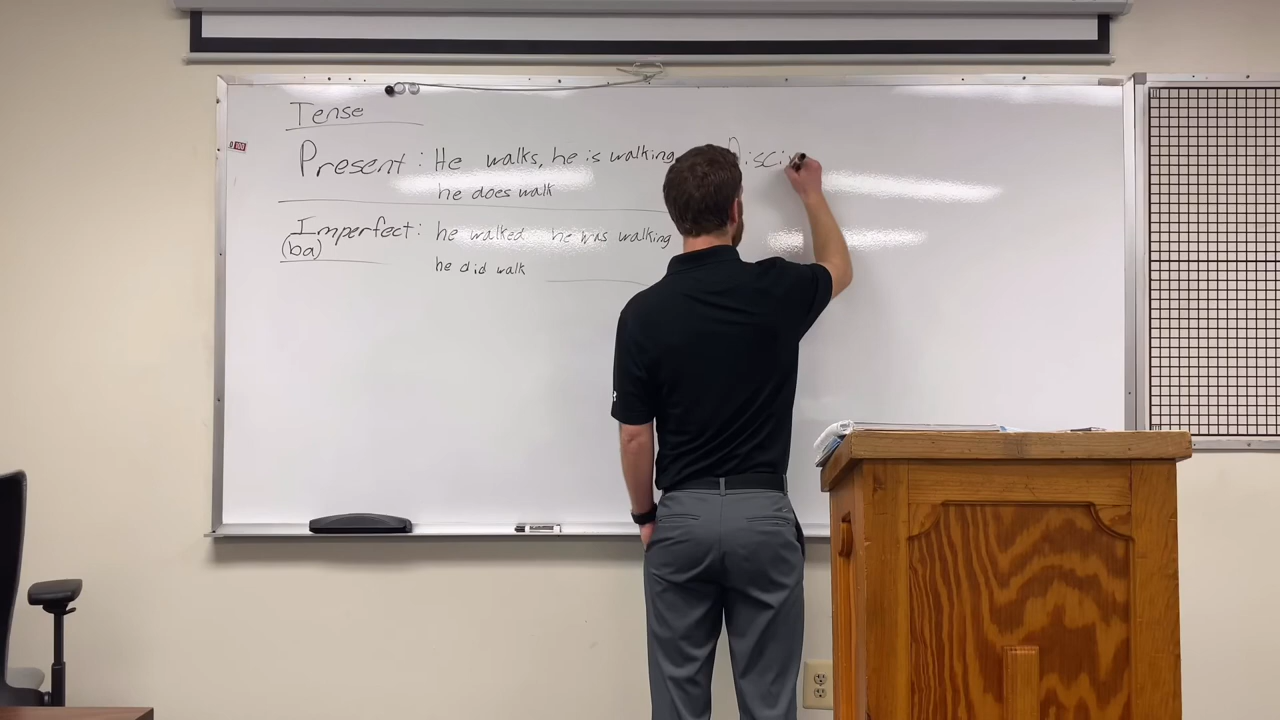 Tense
Present: He walks, he is walking Disci
he does walk
Imperfect: he walked he was walking
(ba)
he did walk